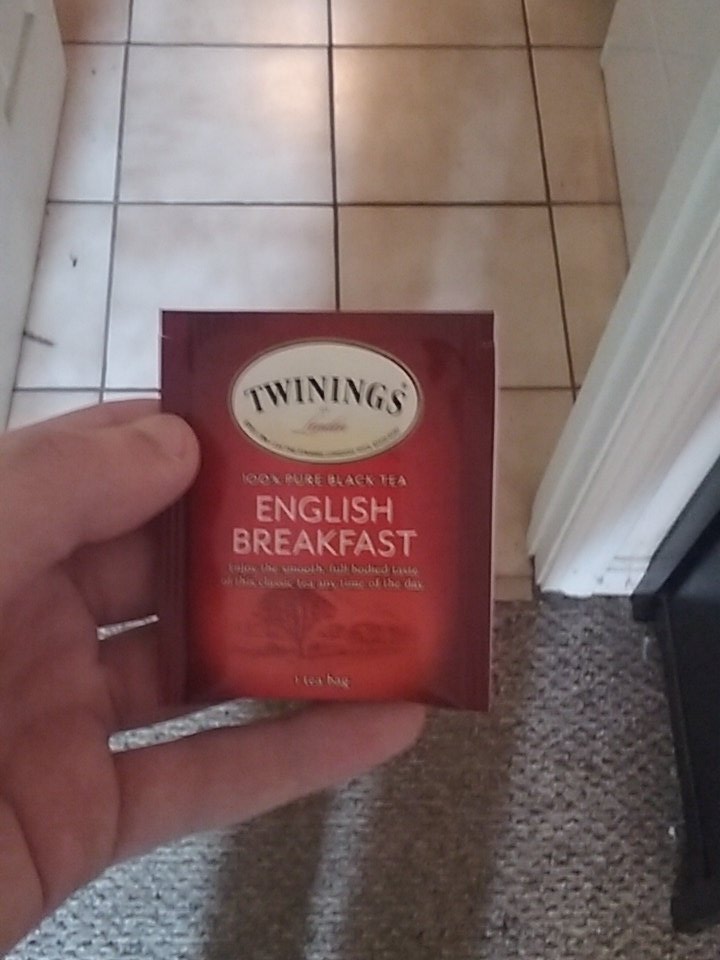 TWININGS®
OF
London
100% PURE BLACK TEA
ENGLISH
BREAKFAST
Enjoy the smooth, full-bodied taste
of this classic tea any time of the day.
1 tea bag